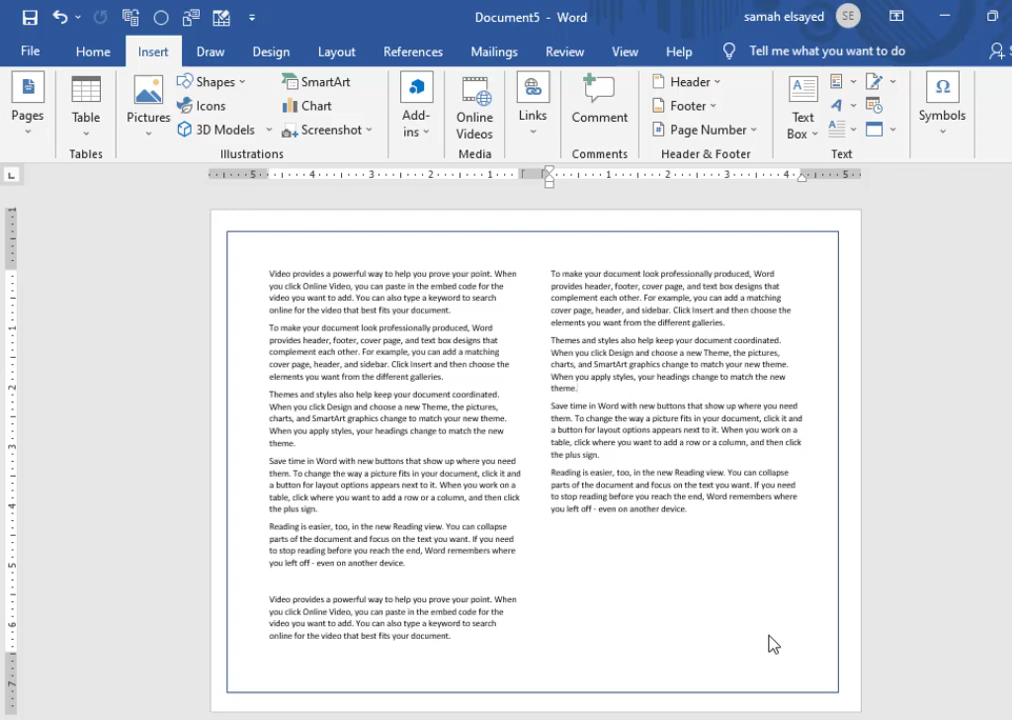 Document5 - Word
samah elsayed
SE
File
Home
Insert
Draw
Design
Layout
References
Mailings
Review
View
Help
Tell me what you want to do
Pages
Table
Pictures
Shapes
Icons
3D Models
SmartArt
Chart
Screenshot
Add-
ins
Online
Videos
Links
Comment
Header
Footer
Page Number
Text
Box
Symbols
Tables
Illustrations
Media
Comments
Header & Footer
Text
5 4 3 2 1 1 2 3 4 5
1
1
2
3
4
5
6
7
Video provides a powerful way to help you prove your point. When
you click Online Video, you can paste in the embed code for the
video you want to add. You can also type a keyword to search
online for the video that best fits your document.
To make your document look professionally produced, Word
provides header, footer, cover page, and text box designs that
complement each other. For example, you can add a matching
cover page, header, and sidebar. Click Insert and then choose the
elements you want from the different galleries.
Themes and styles also help keep your document coordinated.
When you click Design and choose a new Theme, the pictures,
charts, and SmartArt graphics change to match your new theme.
When you apply styles, your headings change to match the new
theme.
Save time in Word with new buttons that show up where you need
them. To change the way a picture fits in your document, click it and
a button for layout options appears next to it. When you work on a
table, click where you want to add a row or a column, and then click
the plus sign.
Reading is easier, too, in the new Reading view. You can collapse
parts of the document and focus on the text you want. If you need
to stop reading before you reach the end, Word remembers where
you left off - even on another device.
Video provides a powerful way to help you prove your point. When
you click Online Video, you can paste in the embed code for the
video you want to add. You can also type a keyword to search
online for the video that best fits your document.
To make your document look professionally produced, Word
provides header, footer, cover page, and text box designs that
complement each other. For example, you can add a matching
cover page, header, and sidebar. Click Insert and then choose the
elements you want from the different galleries.
Themes and styles also help keep your document coordinated.
When you click Design and choose a new Theme, the pictures,
charts, and SmartArt graphics change to match your new theme.
When you apply styles, your headings change to match the new
theme.
Save time in Word with new buttons that show up where you need
them. To change the way a picture fits in your document, click it and
a button for layout options appears next to it. When you work on a
table, click where you want to add a row or a column, and then click
the plus sign.
Reading is easier, too, in the new Reading view. You can collapse
parts of the document and focus on the text you want. If you need
to stop reading before you reach the end, Word remembers where
you left off - even on another device.